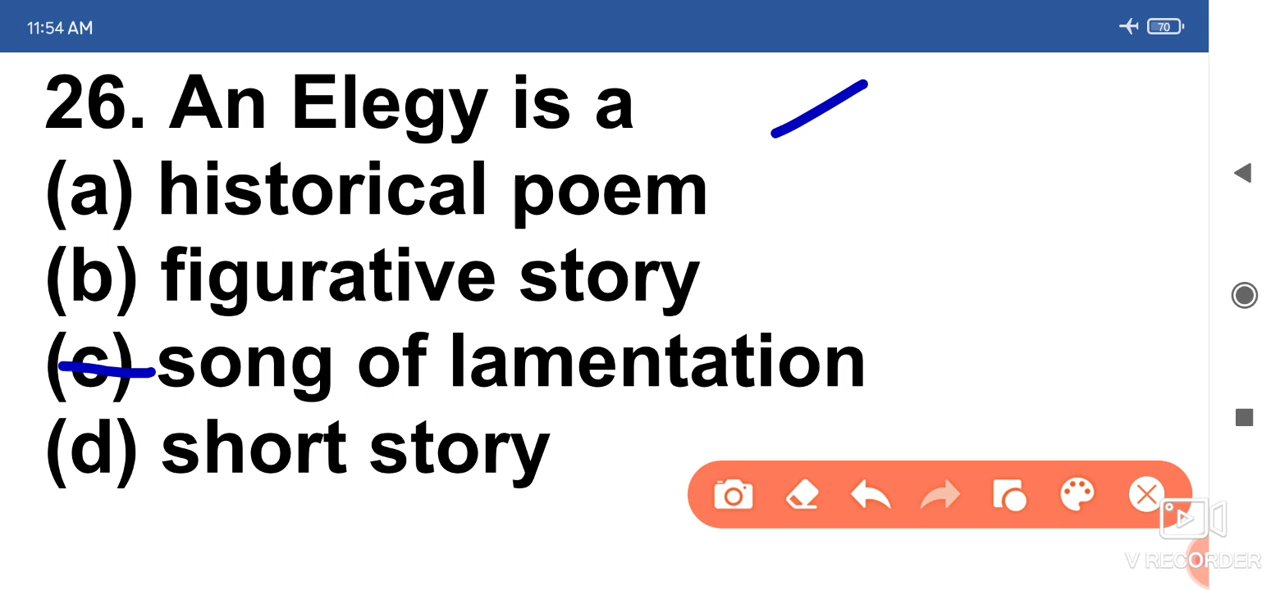 11:54 AM
70
26. An Elegy is a
(a) historical poem
(b) figurative story
(c) song of lamentation
(d) short story
V RECORDER